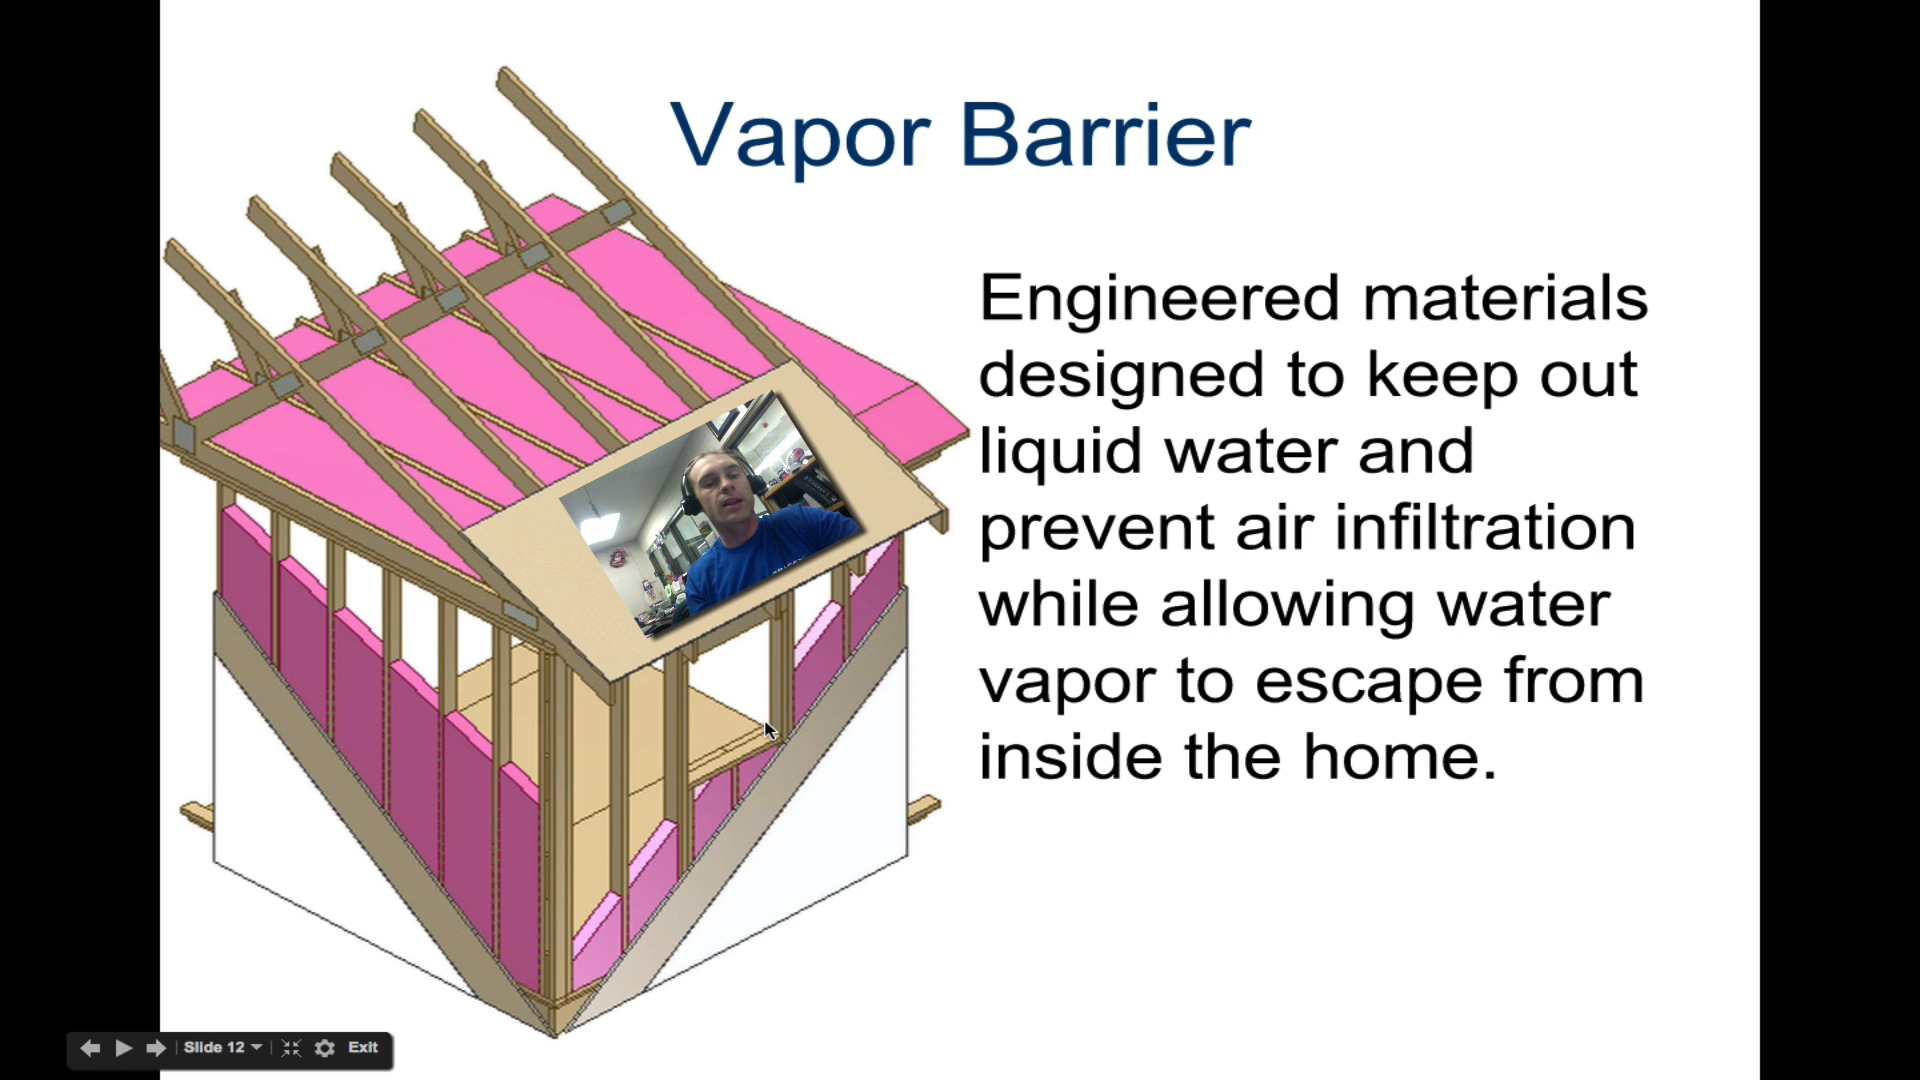 Vapor Barrier
Engineered materials
designed to keep out
liquid water and
prevent air infiltration
while allowing water
vapor to escape from
inside the home.
Slide 12
Exit